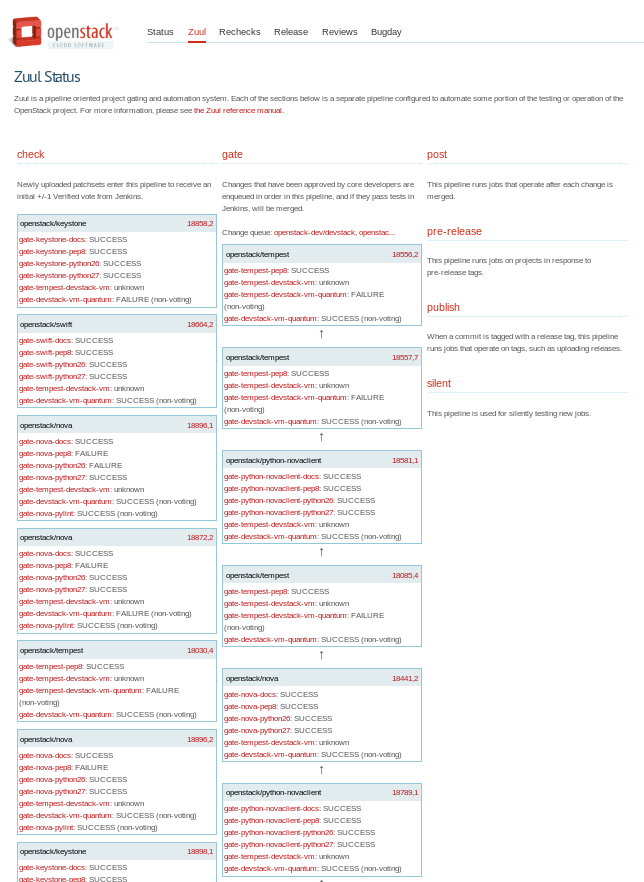 openstack™
CLOUD SOFTWARE
Status Zuul Rechecks Release Reviews Bugday
Zuul Status
Zuul is a pipeline oriented project gating and automation system. Each of the sections below is a separate pipeline configured to automate some portion of the testing or operation of the
OpenStack project. For more information, please see the Zuul reference manual.
check
Newly uploaded patchsets enter this pipeline to receive an
initial +/-1 Verified vote from Jenkins.
openstack/keystone 18858,2
gate-keystone-docs: SUCCESS
gate-keystone-pep8: SUCCESS
gate-keystone-python26: SUCCESS
gate-keystone-python27: SUCCESS
gate-tempest-devstack-vm: unknown
gate-devstack-vm-quantum: FAILURE (non-voting)
openstack/swift 18664,2
gate-swift-docs: SUCCESS
gate-swift-pep8: SUCCESS
gate-swift-python26: SUCCESS
gate-swift-python27: SUCCESS
gate-tempest-devstack-vm: unknown
gate-devstack-vm-quantum: SUCCESS (non-voting)
openstack/nova 18896,1
gate-nova-docs: SUCCESS
gate-nova-pep8: FAILURE
gate-nova-python26: FAILURE
gate-nova-python27: SUCCESS
gate-tempest-devstack-vm: unknown
gate-devstack-vm-quantum: SUCCESS (non-voting)
gate-nova-pylint: SUCCESS (non-voting)
openstack/nova 18872,2
gate-nova-docs: SUCCESS
gate-nova-pep8: FAILURE
gate-nova-python26: SUCCESS
gate-nova-python27: SUCCESS
gate-tempest-devstack-vm: unknown
gate-devstack-vm-quantum: FAILURE (non-voting)
gate-nova-pylint: SUCCESS (non-voting)
openstack/tempest 18030,4
gate-tempest-pep8: SUCCESS
gate-tempest-devstack-vm: unknown
gate-tempest-devstack-vm-quantum: FAILURE
(non-voting)
gate-devstack-vm-quantum: SUCCESS (non-voting)
openstack/nova 18896,2
gate-nova-docs: SUCCESS
gate-nova-pep8: FAILURE
gate-nova-python26: SUCCESS
gate-nova-python27: SUCCESS
gate-tempest-devstack-vm: unknown
gate-devstack-vm-quantum: SUCCESS (non-voting)
gate-nova-pylint: SUCCESS (non-voting)
openstack/keystone 18898,1
gate-keystone-docs: SUCCESS
gate-keystone-pep8: SUCCESS
gate
Changes that have been approved by core developers are
enqueued in order in this pipeline, and if they pass tests in
Jenkins, will be merged.
Change queue: openstack-dev/devstack, openstac...
openstack/tempest 18556,2
gate-tempest-pep8: SUCCESS
gate-tempest-devstack-vm: unknown
gate-tempest-devstack-vm-quantum: FAILURE
(non-voting)
gate-devstack-vm-quantum: SUCCESS (non-voting)
↑
openstack/tempest 18557,7
gate-tempest-pep8: SUCCESS
gate-tempest-devstack-vm: unknown
gate-tempest-devstack-vm-quantum: FAILURE
(non-voting)
gate-devstack-vm-quantum: SUCCESS (non-voting)
↑
openstack/python-novaclient 18581,1
gate-python-novaclient-docs: SUCCESS
gate-python-novaclient-pep8: SUCCESS
gate-python-novaclient-python26: SUCCESS
gate-python-novaclient-python27: SUCCESS
gate-tempest-devstack-vm: unknown
gate-devstack-vm-quantum: SUCCESS (non-voting)
↑
openstack/tempest 18085,4
gate-tempest-pep8: SUCCESS
gate-tempest-devstack-vm: unknown
gate-tempest-devstack-vm-quantum: FAILURE
(non-voting)
gate-devstack-vm-quantum: SUCCESS (non-voting)
↑
openstack/nova 18441,2
gate-nova-docs: SUCCESS
gate-nova-pep8: SUCCESS
gate-nova-python26: SUCCESS
gate-nova-python27: SUCCESS
gate-tempest-devstack-vm: unknown
gate-devstack-vm-quantum: SUCCESS (non-voting)
↑
openstack/python-novaclient 18789,1
gate-python-novaclient-docs: SUCCESS
gate-python-novaclient-pep8: SUCCESS
gate-python-novaclient-python26: SUCCESS
gate-python-novaclient-python27: SUCCESS
gate-tempest-devstack-vm: unknown
gate-devstack-vm-quantum: SUCCESS (non-voting)
post
This pipeline runs jobs that operate after each change is
merged.
pre-release
This pipeline runs jobs on projects in response to
pre-release tags.
publish
When a commit is tagged with a release tag, this pipeline
runs jobs that operate on tags, such as uploading releases.
silent
This pipeline is used for silently testing new jobs.